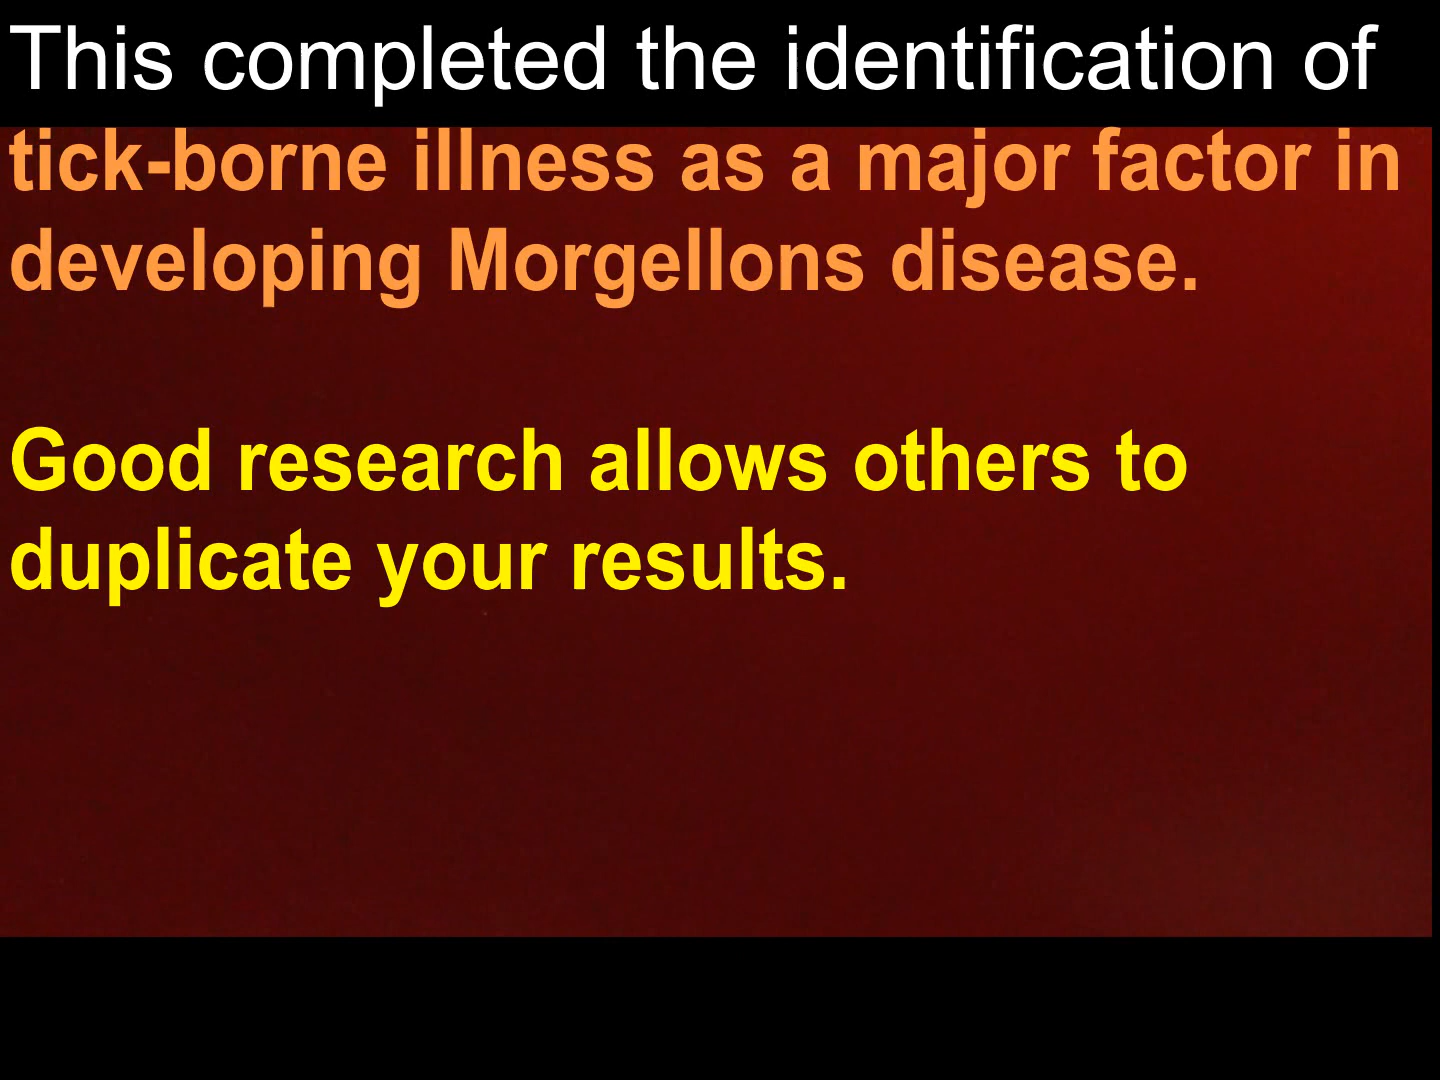 This completed the identification of
tick-borne illness as a major factor in
developing Morgellons disease.
Good research allows others to
duplicate your results.